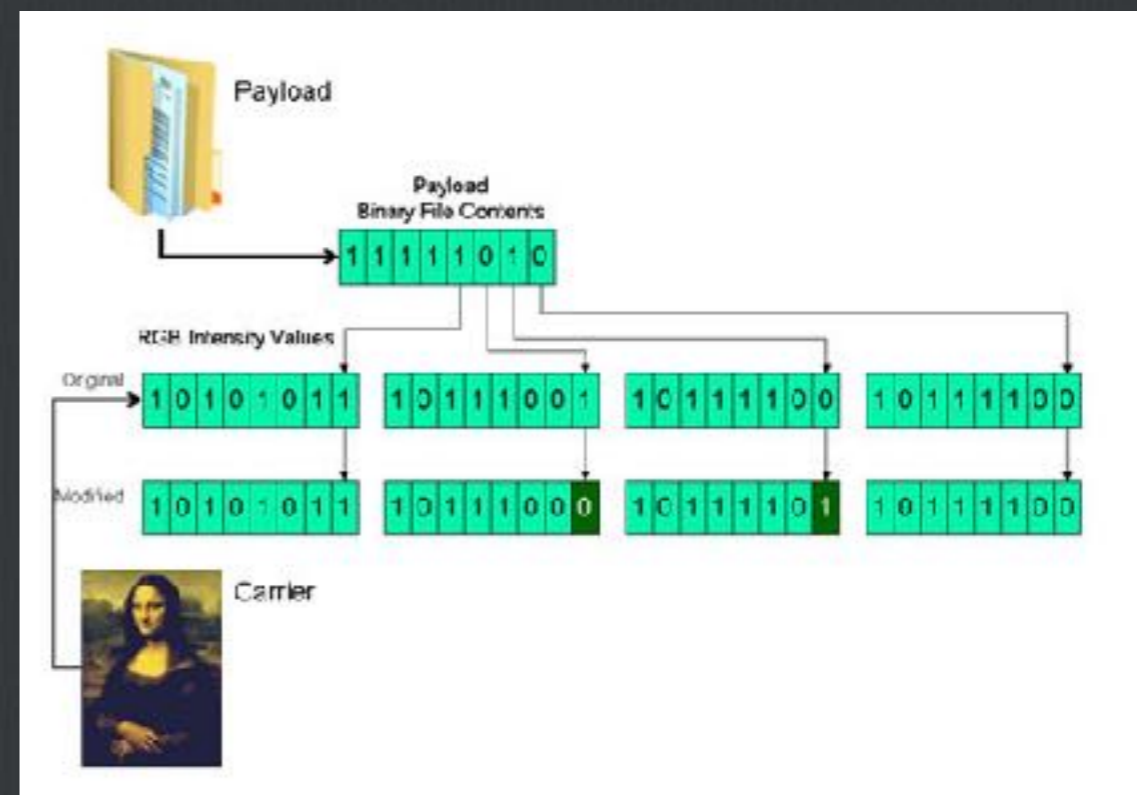 Payload
Payload
Binary File Contents
1 1 1 1 1 0 1 0
RGB Intensity Values
Original
1 0 1 0 1 0 1 1 1 0 1 1 1 0 0 1 1 0 1 1 1 1 0 0 1 0 1 1 1 1 0 0
Modified
1 0 1 0 1 0 1 1 1 0 1 1 1 0 0 0 1 0 1 1 1 1 0 1 1 0 1 1 1 1 0 0
Carrier